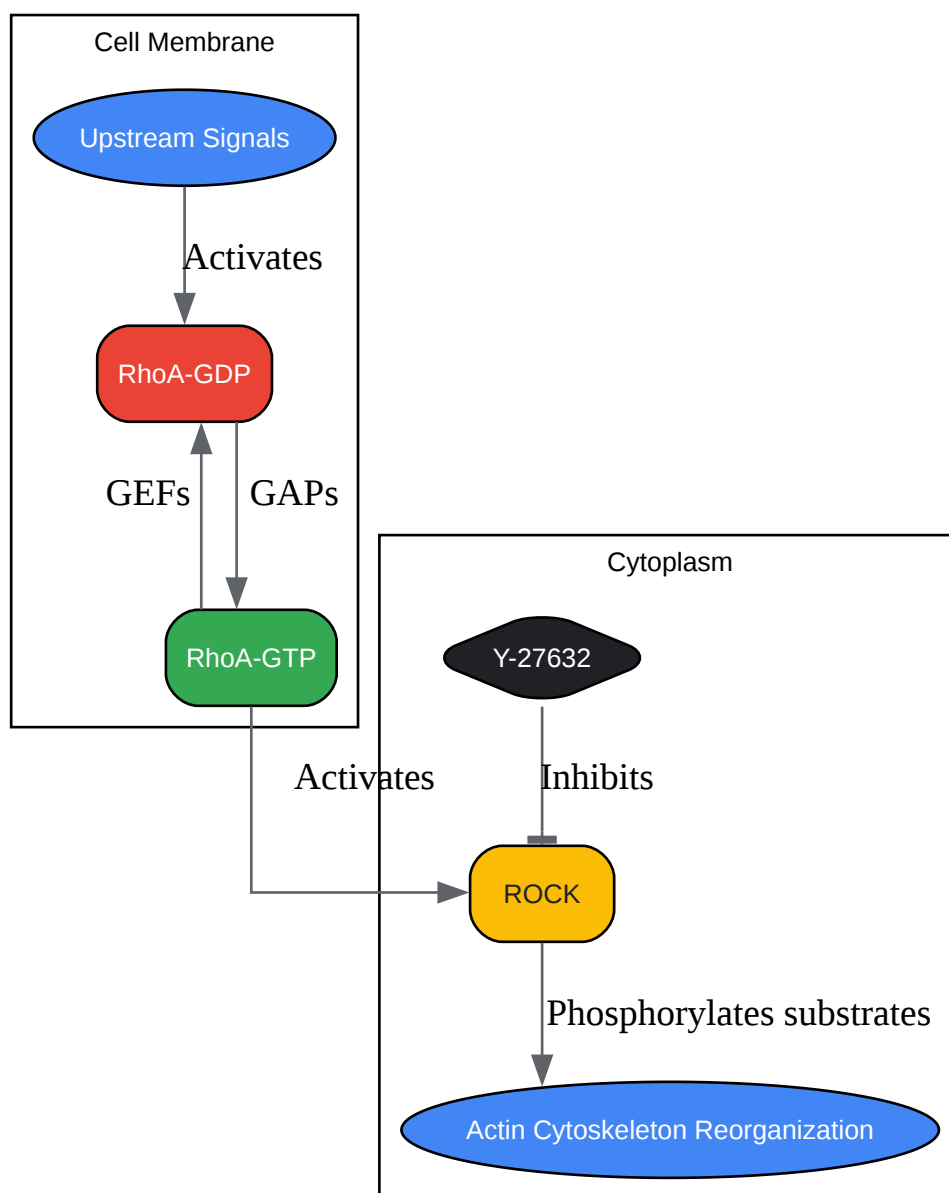 Cell Membrane
Upstream Signals
Activates
RhoA-GDP
GEFs
GAPs
RhoA-GTP
Cytoplasm
Y-27632
Activates
Inhibits
ROCK
Phosphorylates substrates
Actin Cytoskeleton Reorganization